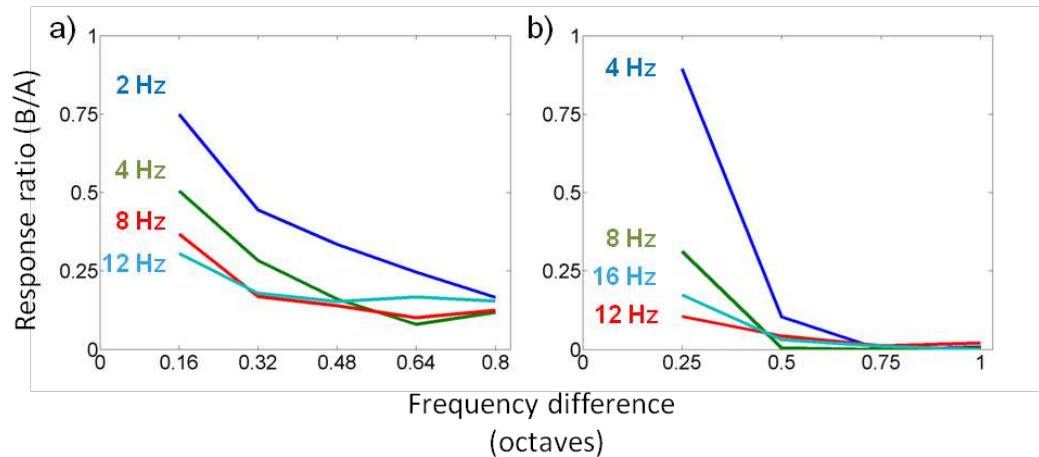 a)
b)
Response ratio (B/A)
1
0.75
0.5
0.25
0
2 Hz
4 Hz
8 Hz
12 Hz
0 0.16 0.32 0.48 0.64 0.8
1
0.75
0.5
0.25
0
4 Hz
8 Hz
16 Hz
12 Hz
0 0.25 0.5 0.75 1
Frequency difference
(octaves)